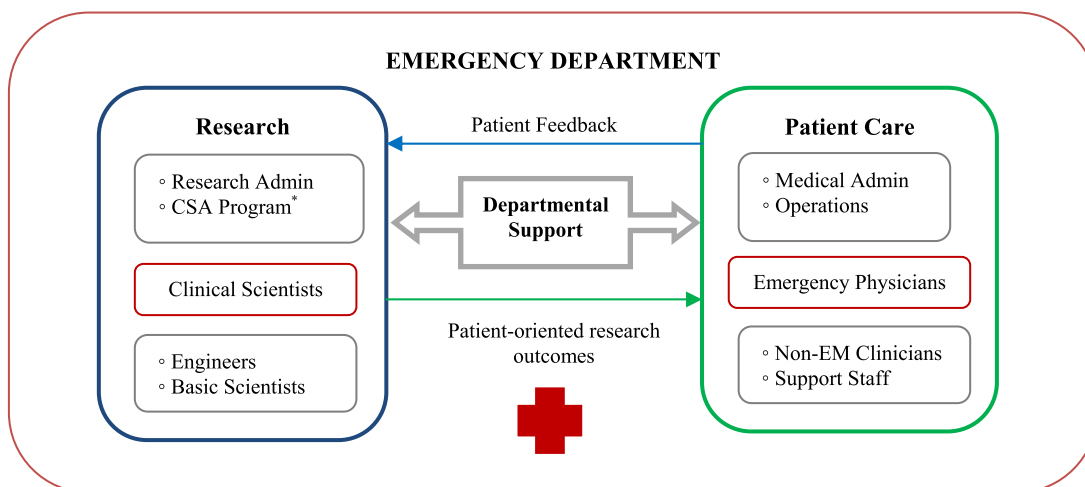 EMERGENCY DEPARTMENT
Research
◦ Research Admin
◦ CSA Program*
Clinical Scientists
◦ Engineers
◦ Basic Scientists
Patient Feedback
Departmental
Support
Patient-oriented research
outcomes
Patient Care
◦ Medical Admin
◦ Operations
Emergency Physicians
◦ Non-EM Clinicians
◦ Support Staff